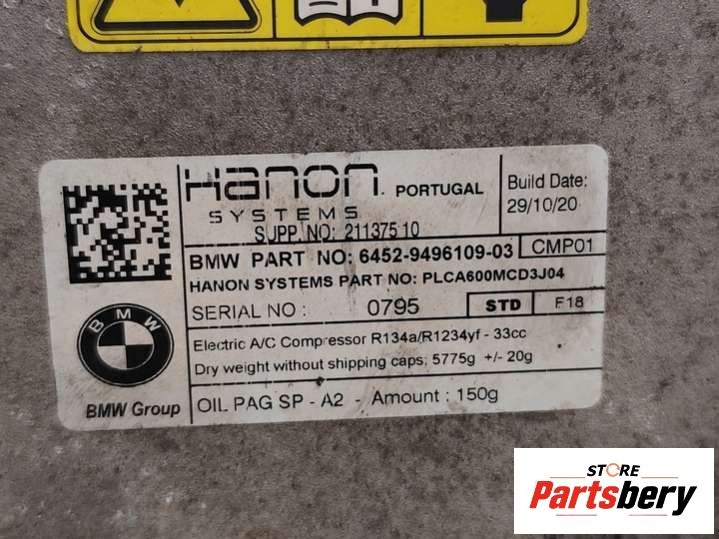 Hanon
SYSTEMS
PORTUGAL
Build Date:
29/10/20
SUPP. NO: 21137510
BMW PART NO: 6452-9496109-03
CMP01
HANON SYSTEMS PART NO: PLCA600MCD3J04
SERIAL NO : 0795 STD F18
BMW
Electric A/C Compressor R134a/R1234yf - 33cc
Dry weight without shipping caps: 5775g +/- 20g
BMW Group
OIL PAG SP - A2 - Amount : 150g
STORE
Partsbery